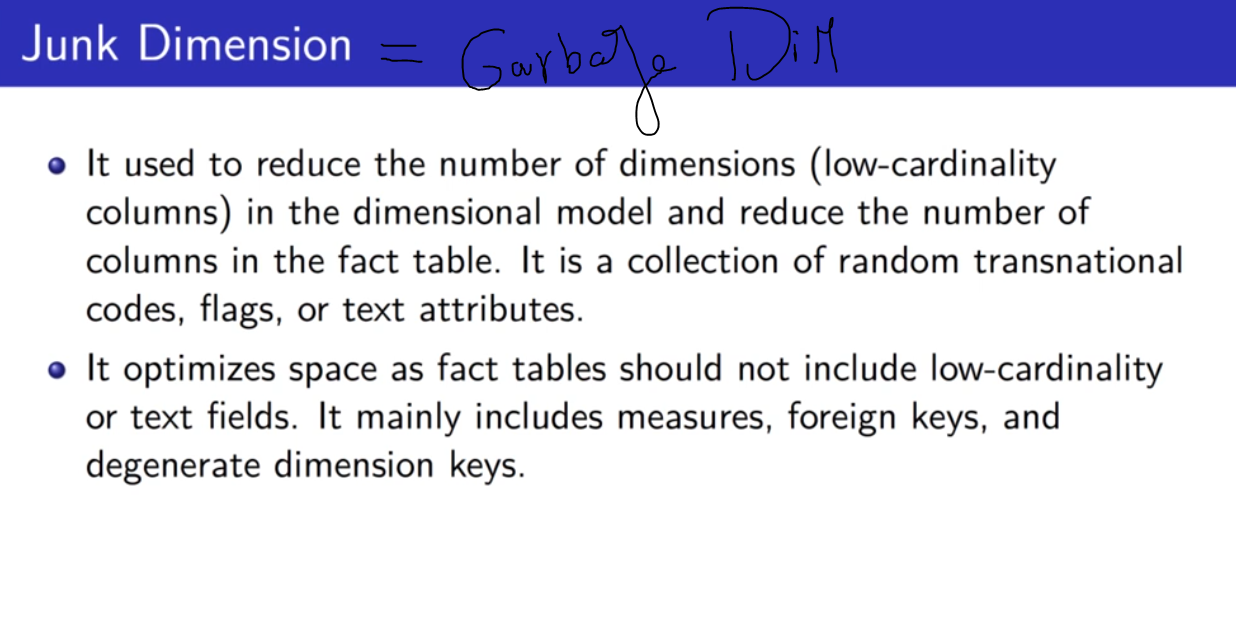 Junk Dimension = Garbage Dim
It used to reduce the number of dimensions (low-cardinality
columns) in the dimensional model and reduce the number of
columns in the fact table. It is a collection of random transnational
codes, flags, or text attributes.
It optimizes space as fact tables should not include low-cardinality
or text fields. It mainly includes measures, foreign keys, and
degenerate dimension keys.